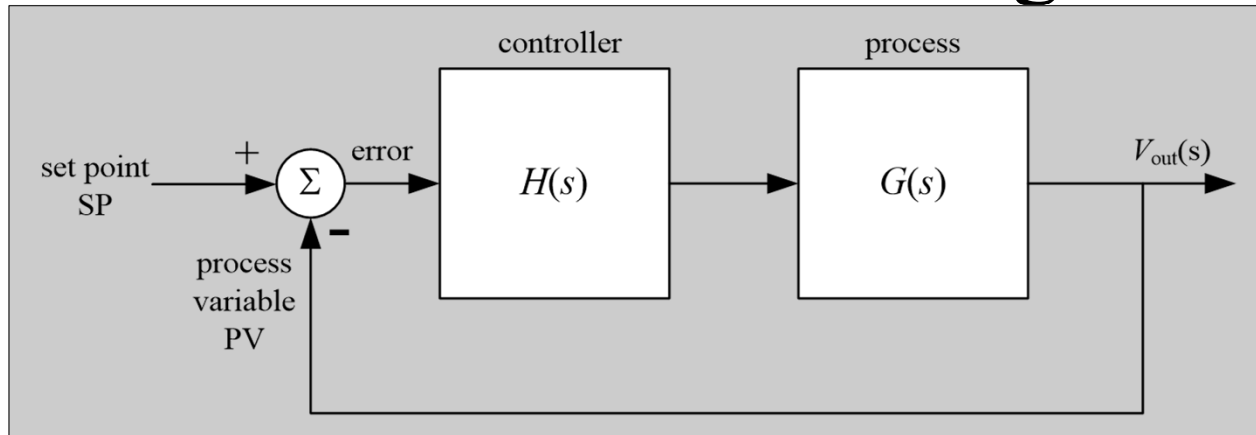 controller
process
set point
SP
+
Σ
error
H(s)
G(s)
Vout(s)
-
process
variable
PV